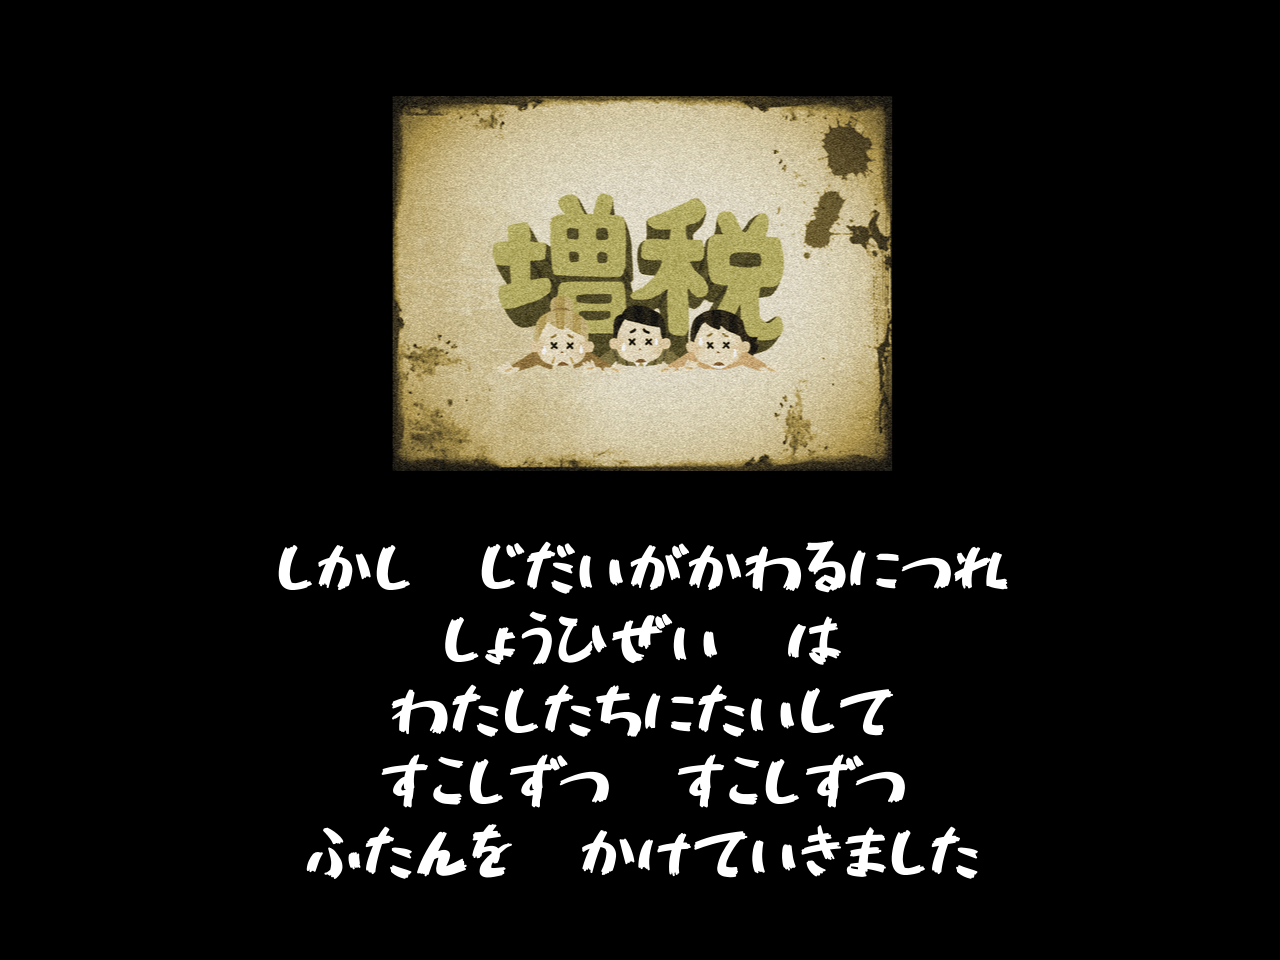 増税
しかし　じだいがかわるにつれ
しょうひぜい　は
わたしたちにたいして
すこしずつ　すこしずつ
ふたんを　かけていきました